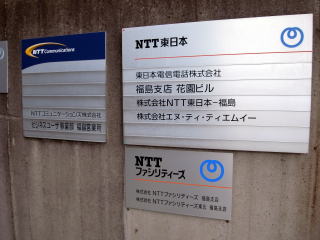 NTT Communications
NTTコミュニケーションズ株式会社
ビジネスユーザ事業部 福島営業所
NTT東日本
東日本電信電話株式会社
福島支店 花園ビル
株式会社NTT東日本-福島
株式会社エヌ・ティ・ティエムイー
NTT
ファシリティーズ
株式会社 NTTファシリティーズ 福島支店
株式会社 NTTファシリティーズ東北 福島支店